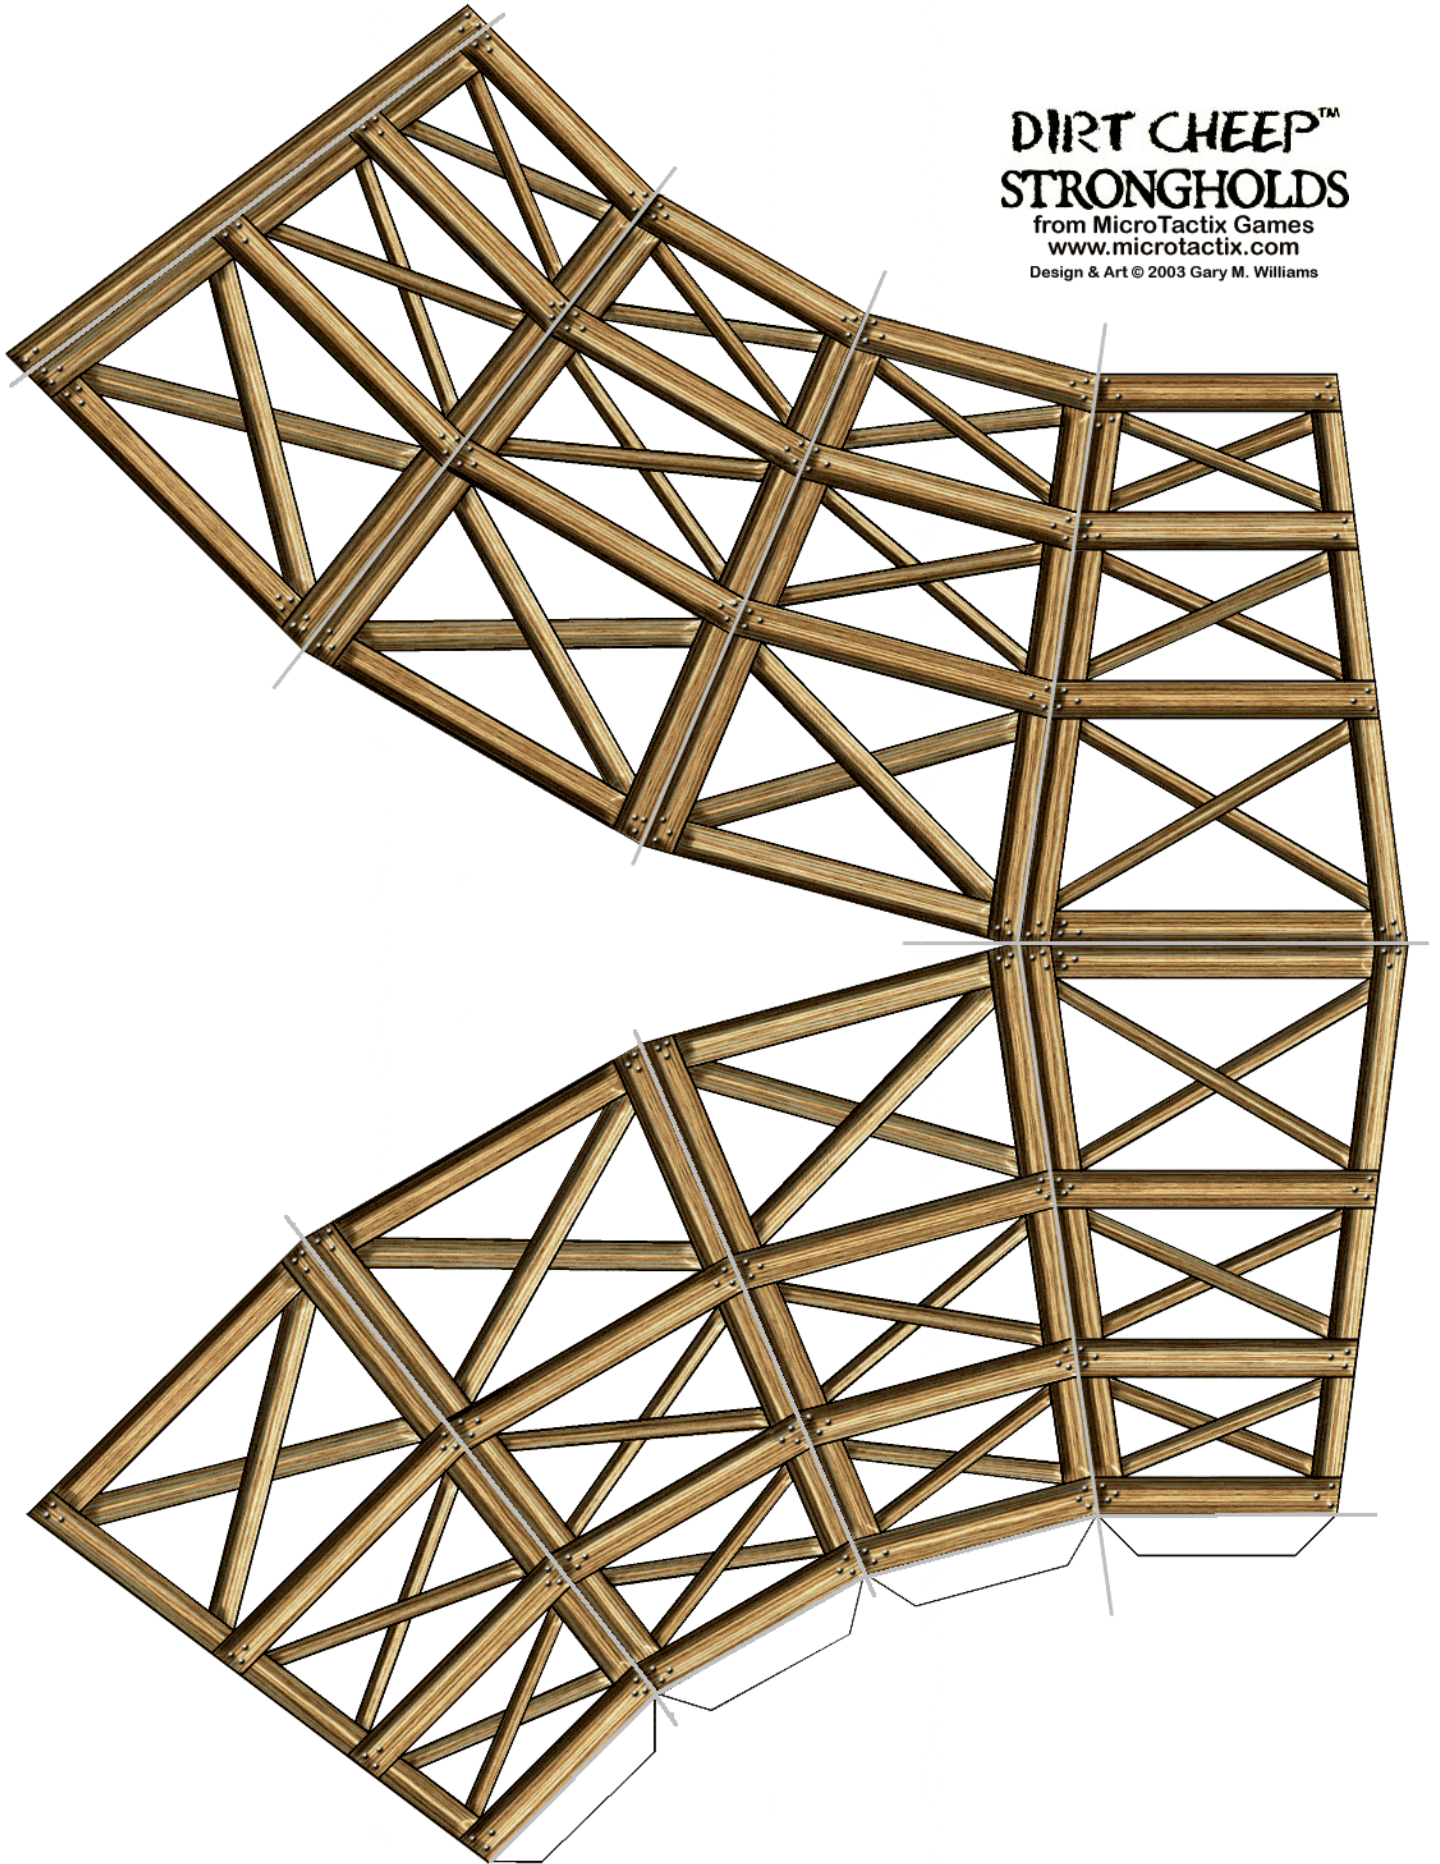 DIRT CHEEP™
STRONGHOLDS
from MicroTactix Games
www.microtactix.com
Design & Art © 2003 Gary M. Williams